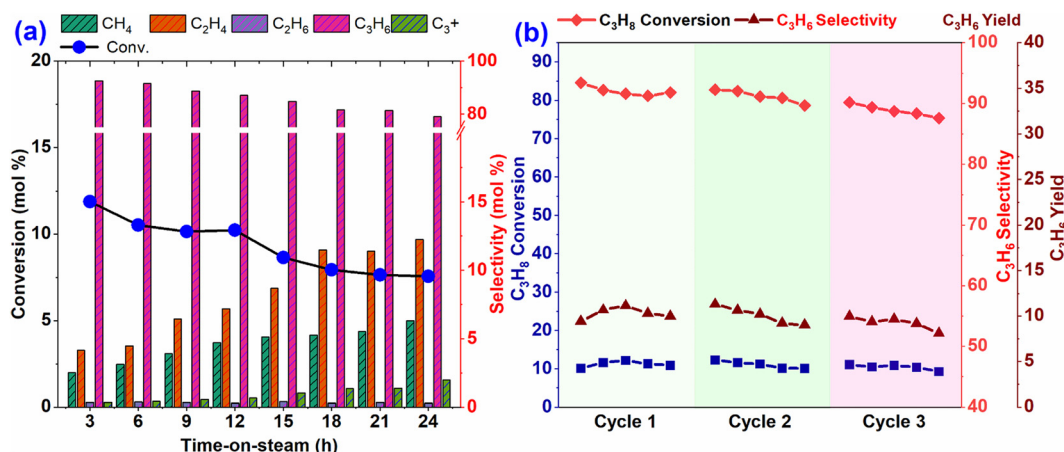 (a)
CH4
C2H4
C2H6
C3H6
C3+
Conv.
20
15
10
5
0
Conversion (mol %)
100
80
15
10
5
0
Selectivity (mol %)
3 6 9 12 15 18 21 24
Time-on-steam (h)
(b)
C3H8 Conversion
C3H6 Selectivity
C3H6 Yield
90
80
70
60
50
40
30
20
10
0
C3H8 Conversion
100
90
80
70
60
50
40
C3H6 Selectivity
40
35
30
25
20
15
10
5
0
C3H6 Yield
Cycle 1 Cycle 2 Cycle 3